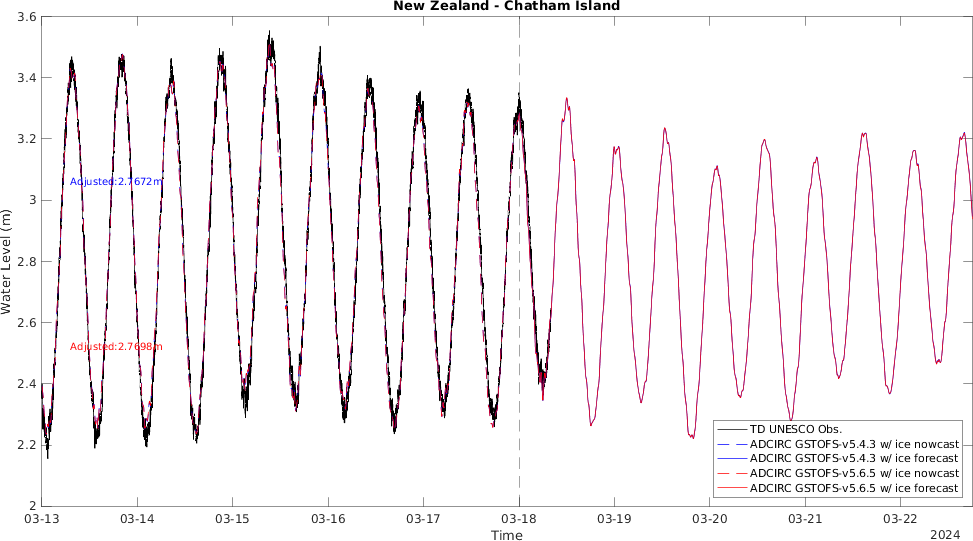 New Zealand - Chatham Island
3.6
3.4
3.2
3
2.8
2.6
2.4
2.2
2
Water Level (m)
Adjusted:2.7672m
Adjusted:2.7698m
TD UNESCO Obs.
ADCIRC GSTOFS-v5.4.3 w/ ice nowcast
ADCIRC GSTOFS-v5.4.3 w/ ice forecast
ADCIRC GSTOFS-v5.6.5 w/ ice nowcast
ADCIRC GSTOFS-v5.6.5 w/ ice forecast
03-13 03-14 03-15 03-16 03-17 03-18 03-19 03-20 03-21 03-22
Time
2024